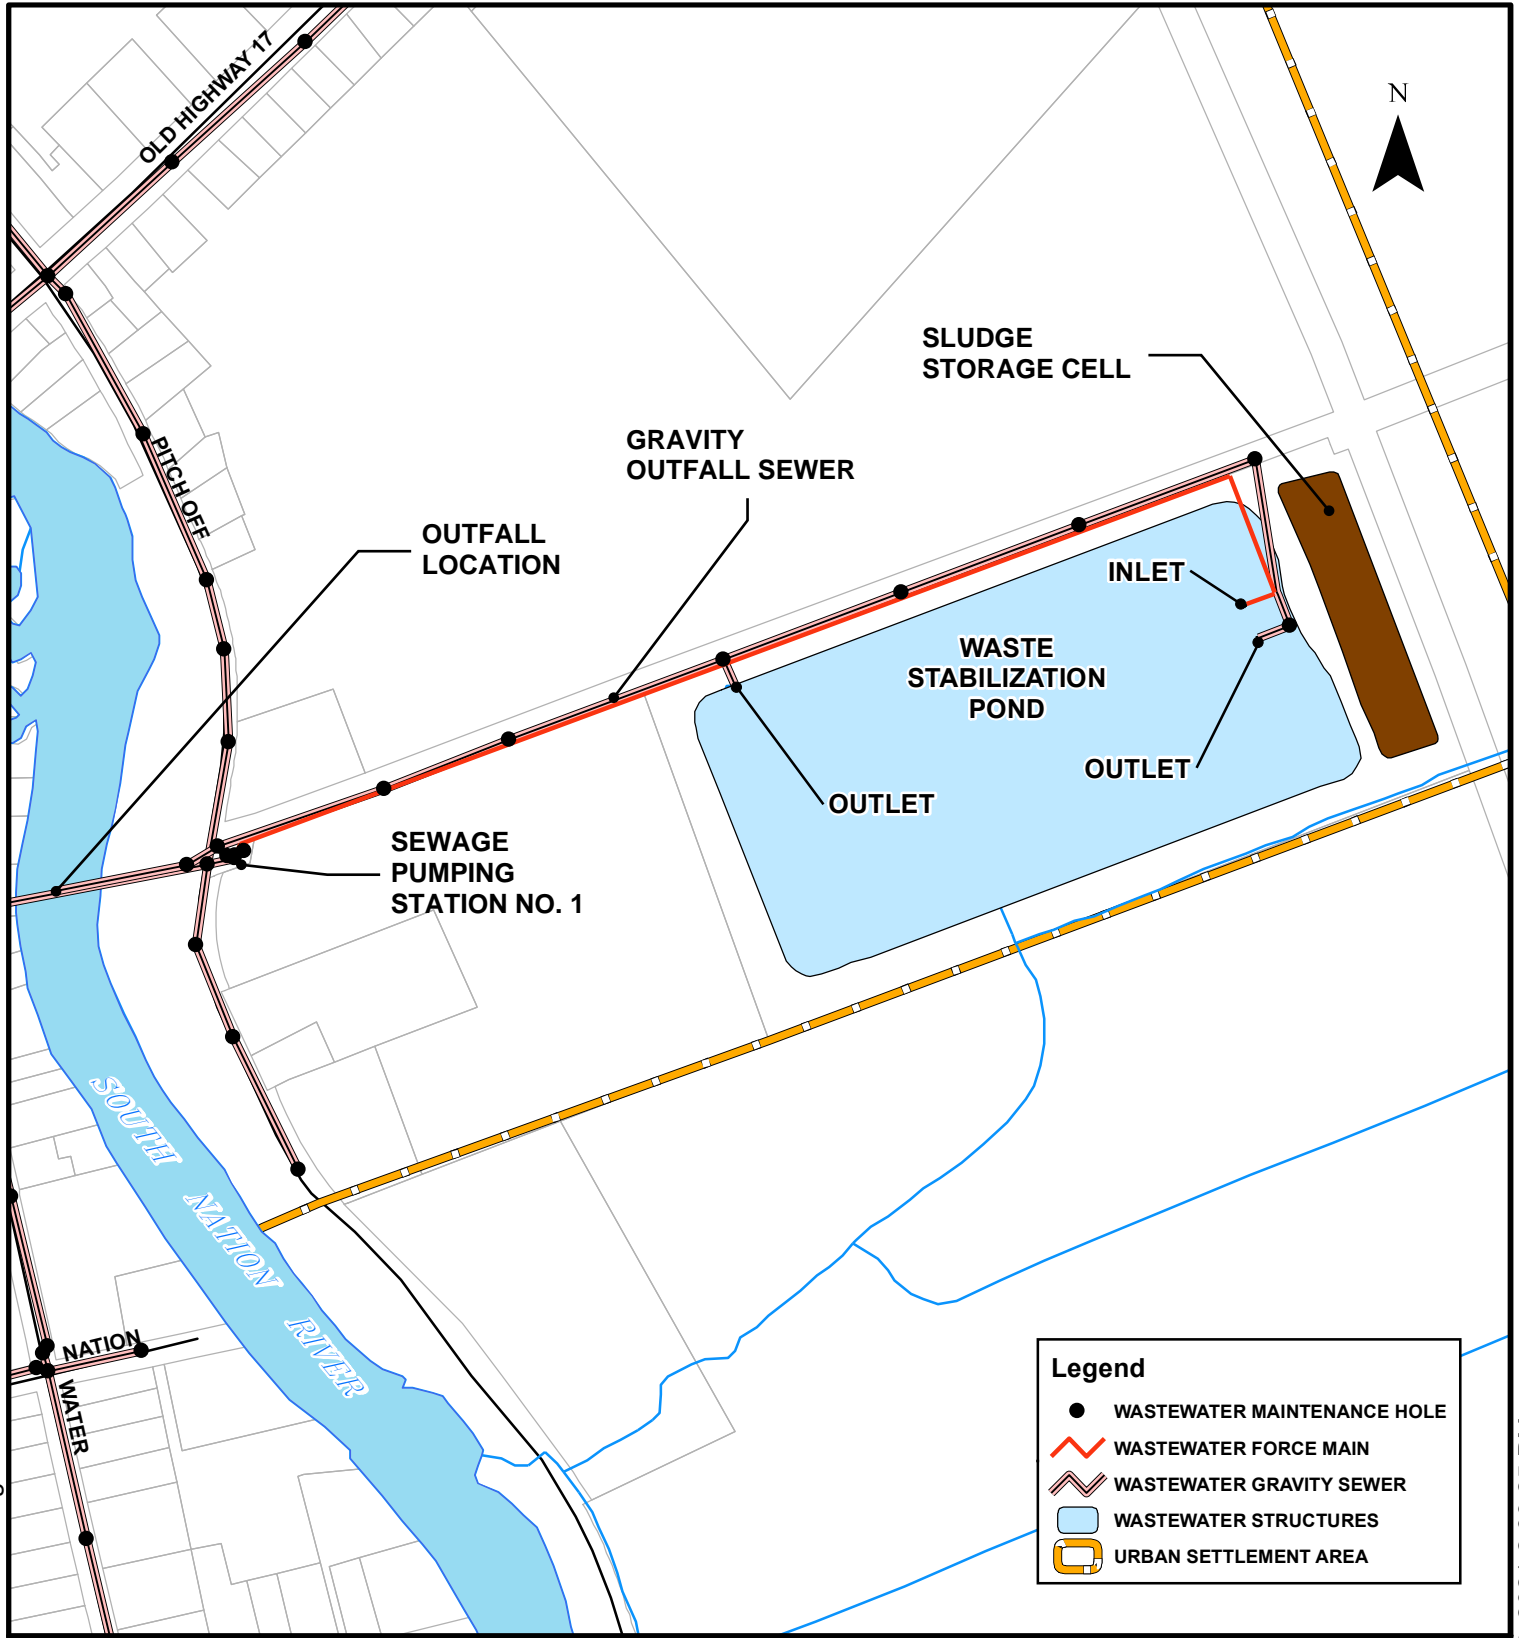 OLD HIGHWAY 17
N
SLUDGE
STORAGE CELL
GRAVITY
OUTFALL SEWER
PITCH OFF
OUTFALL
LOCATION
INLET
WASTE
STABILIZATION
POND
OUTLET
OUTLET
SEWAGE
PUMPING
STATION NO. 1
SOUTH NATION RIVER
NATION
WATER
Legend
WASTEWATER MAINTENANCE HOLE
WASTEWATER FORCE MAIN
WASTEWATER GRAVITY SEWER
WASTEWATER STRUCTURES
URBAN SETTLEMENT AREA